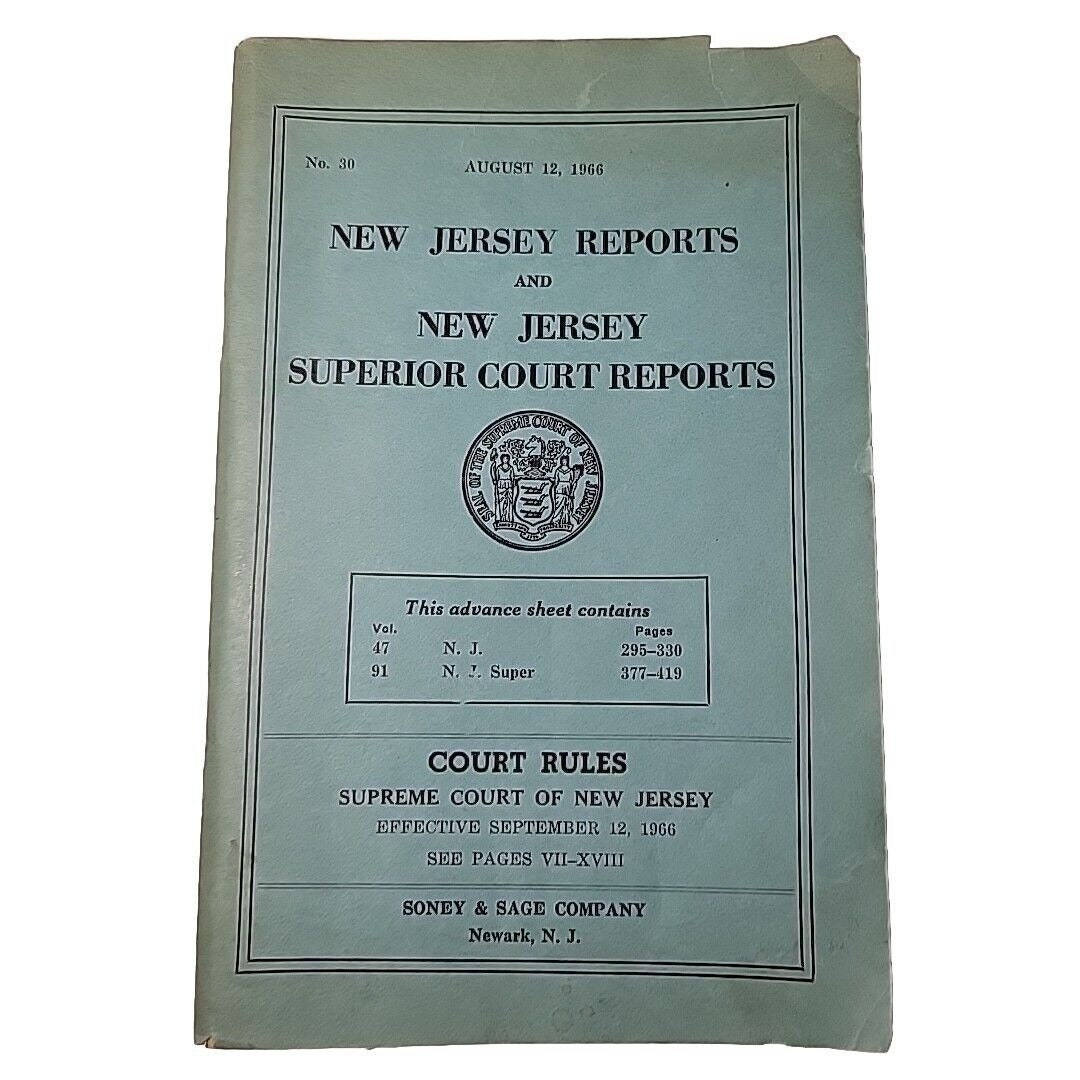 No. 30 AUGUST 12, 1966
NEW JERSEY REPORTS
AND
NEW JERSEY
SUPERIOR COURT REPORTS
SEAL OF THE SUPREME COURT OF NEW JERSEY
This advance sheet contains
Vol. Pages
47 N. J. 295–330
91 N. J. Super 377–419
COURT RULES
SUPREME COURT OF NEW JERSEY
EFFECTIVE SEPTEMBER 12, 1966
SEE PAGES VII–XVIII
SONEY & SAGE COMPANY
Newark, N. J.